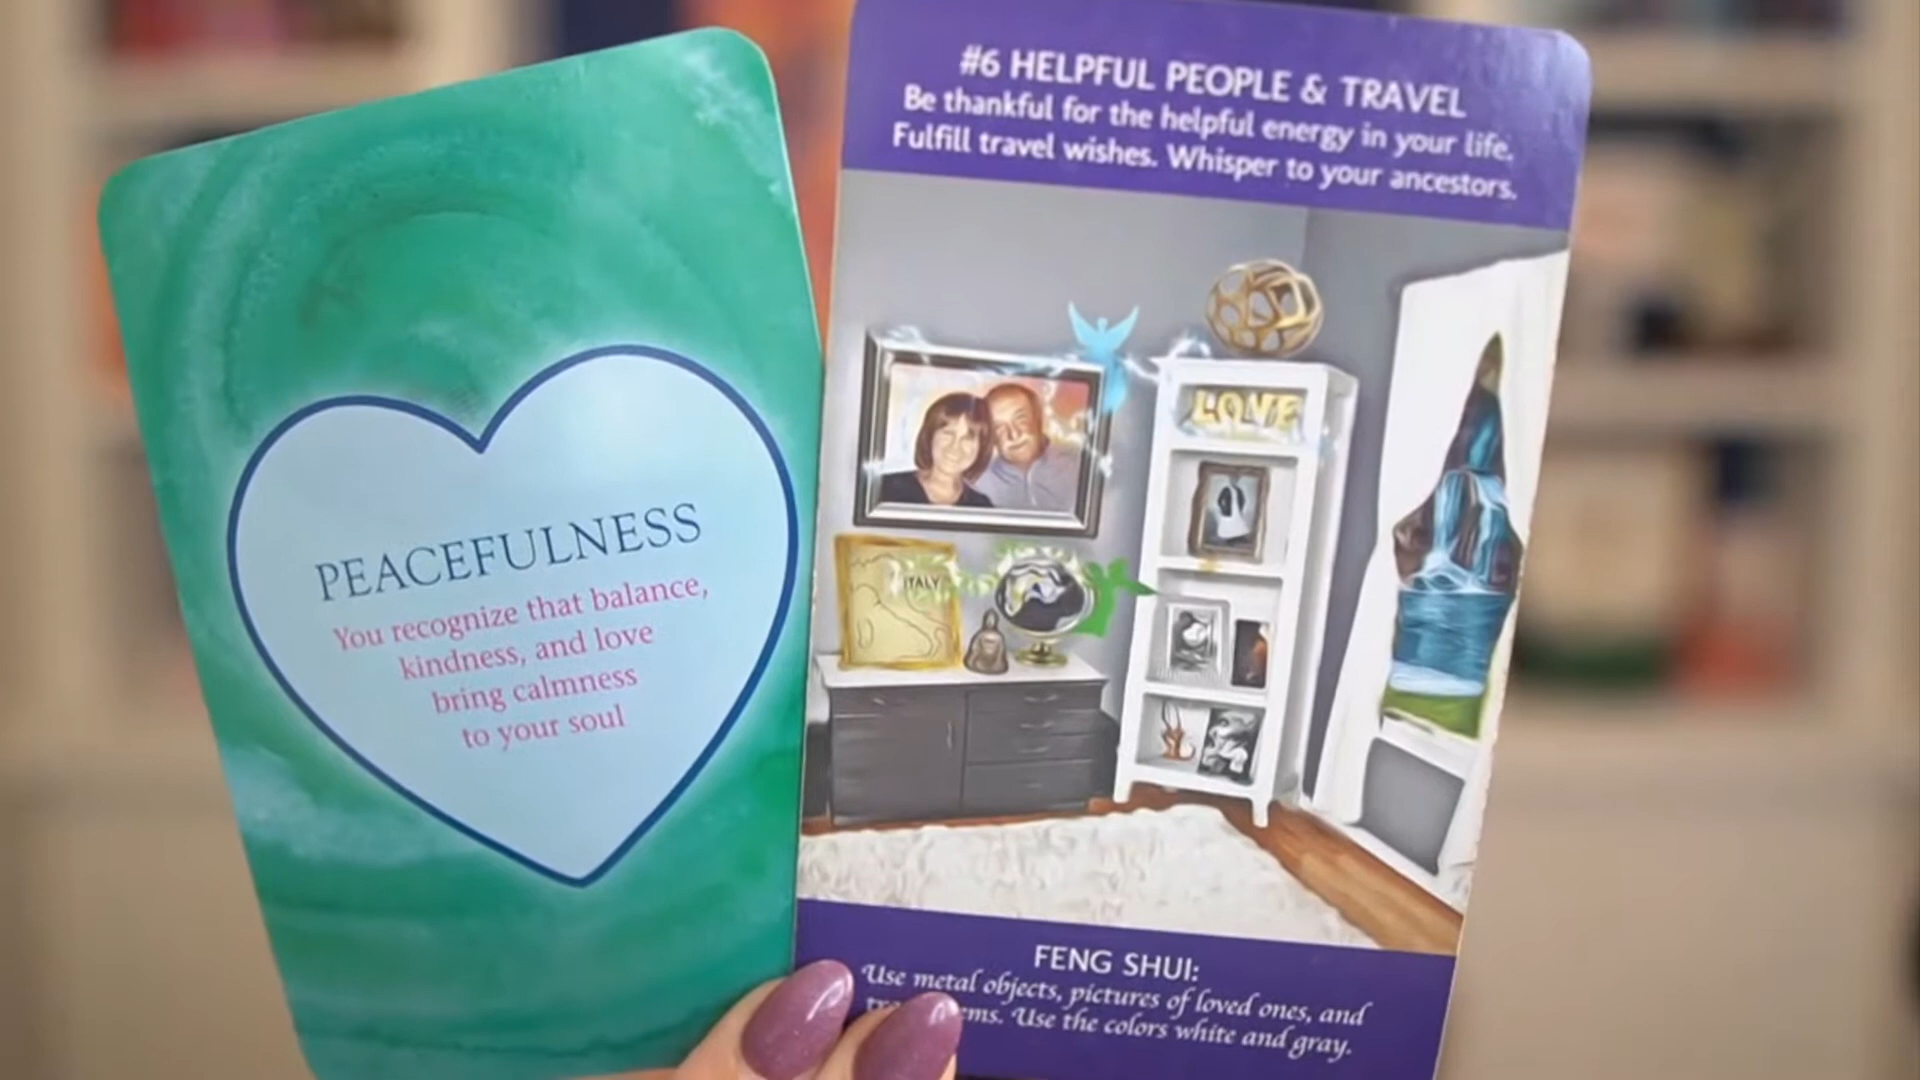 PEACEFULNESS
You recognize that balance,
kindness, and love
bring calmness
to your soul
#6 HELPFUL PEOPLE & TRAVEL
Be thankful for the helpful energy in your life.
Fulfill travel wishes. Whisper to your ancestors.
LOVE
ITALY
FENG SHUI:
Use metal objects, pictures of loved ones, and
Use the colors white and gray.